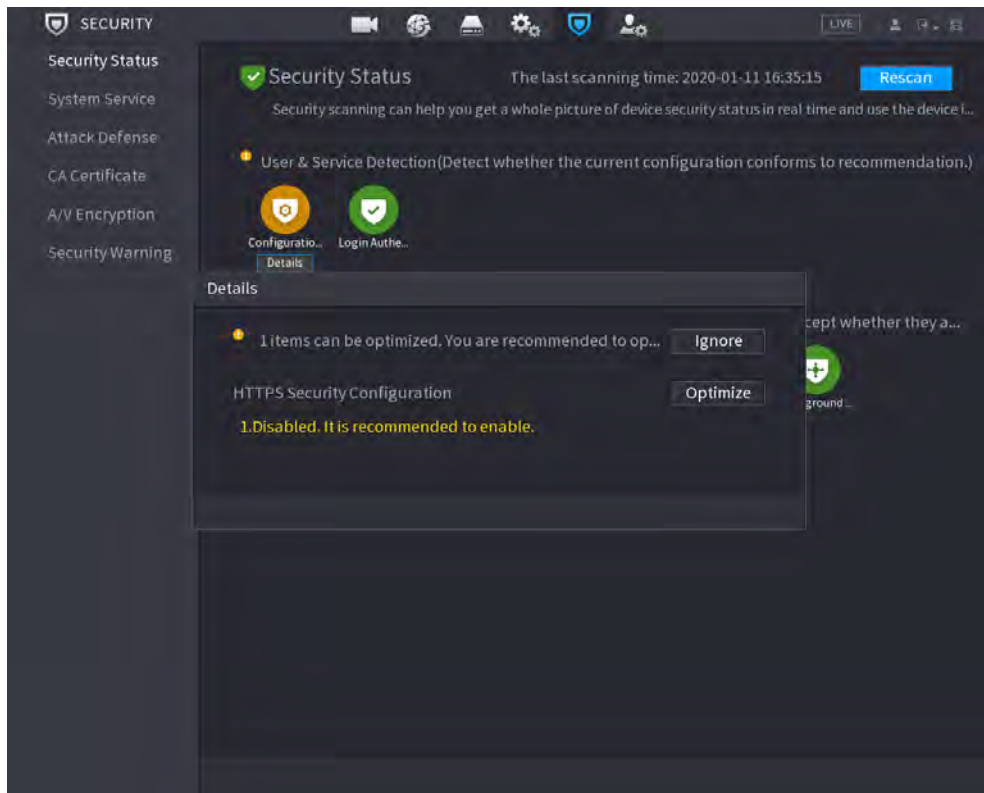 SECURITY
LIVE
Security Status
System Service
Attack Defense
CA Certificate
A/V Encryption
Security Warning
Security Status
The last scanning time: 2020-01-11 16:35:15
Rescan
Security scanning can help you get a whole picture of device security status in real time and use the device i...
User & Service Detection(Detect whether the current configuration conforms to recommendation.)
Configuratio...
Login Authe...
Details
Details
cept whether they a...
1 items can be optimized. You are recommended to op...
Ignore
ground...
HTTPS Security Configuration
Optimize
1.Disabled. It is recommended to enable.